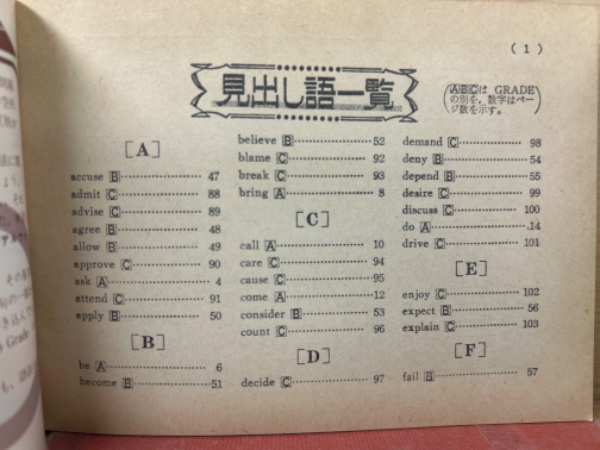 ( 1 )
見出し語一覧
ABCは GRADE
の別を、数字はペー
ジ数を示す。
[A]
accuse B 47
admit C 88
advise C 89
agree B 48
allow B 49
approve C 90
ask A 4
attend C 91
apply B 50
[B]
be A 6
become B 51
believe B 52
blame C 92
break C 93
bring A 8
[C]
call A 10
care C 94
cause C 95
come A 12
consider B 53
count C 96
[D]
decide C 97
demand C 98
deny B 54
depend B 55
desire C 99
discuss C 100
do A 14
drive C 101
[E]
enjoy C 102
expect B 56
explain C 103
[F]
fail B 57